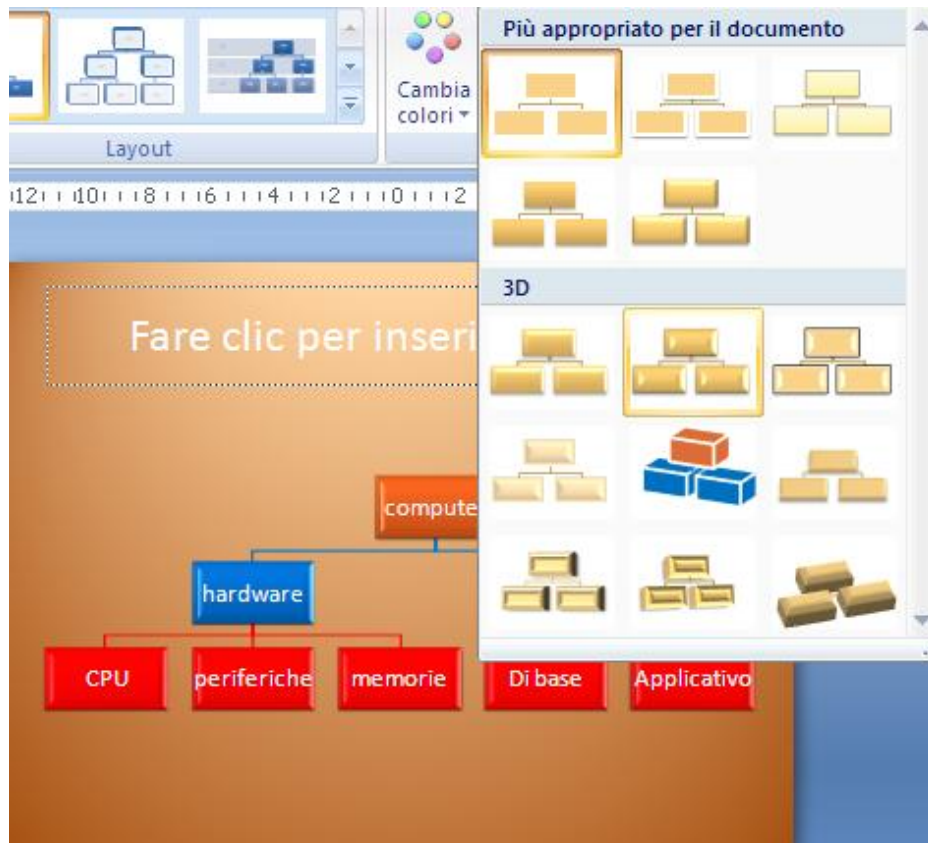 Più appropriato per il documento
Cambia
colori
Layout
12 10 8 6 4 2 0 2
3D
Fare clic per inseri
compute
hardware
CPU periferiche memorie Di base Applicativo